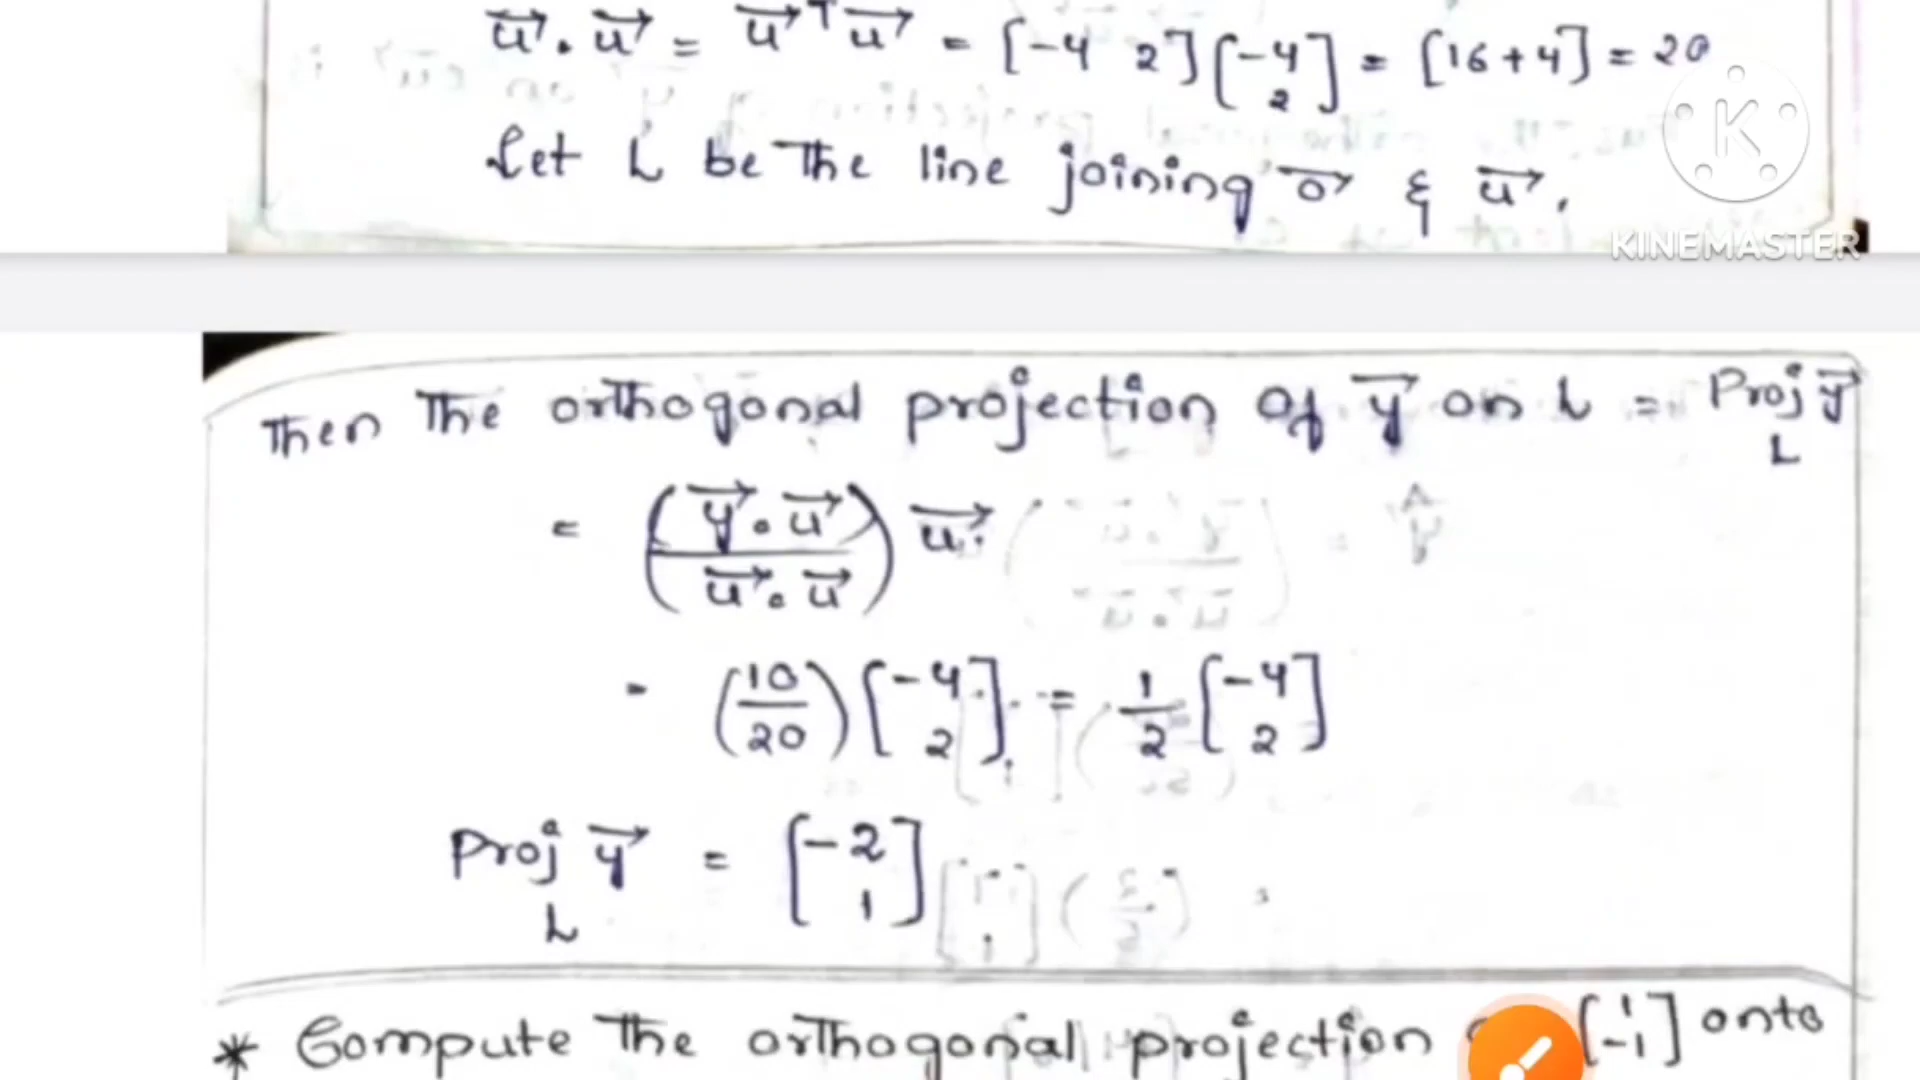 u⃗ . u⃗ = u⃗ᵀ u⃗ = [-4 2] [-4 2] = [16+4] = 20
KINEMASTER
Let L be the line joining o⃗ & u⃗.
Then the orthogonal projection of y⃗ on L = Proj_L y⃗
= (y⃗ . u⃗ / u⃗ . u⃗) u⃗.
= (10/20) [-4 2] = 1/2 [-4 2]
Proj_L y⃗ = [-2 1]
* Compute the orthogonal projection [1 -1] onto